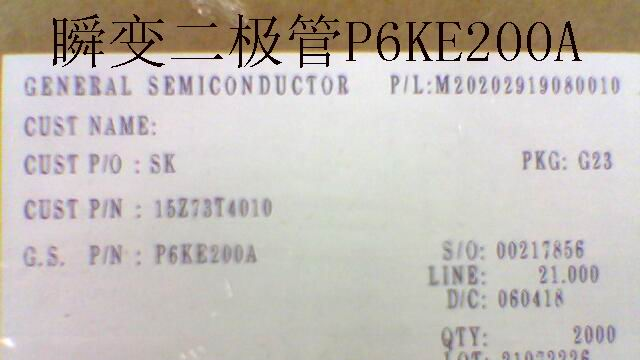 瞬变二极管P6KE200A
GENERAL SEMICONDUCTOR P/L:M20202919080010
CUST NAME:
CUST P/O : SK PKG: G23
CUST P/N : 15Z73T4010
G.S. P/N : P6KE200A S/O: 00217856
LINE: 21.000
D/C: 060418
QTY: 2000
LOT: